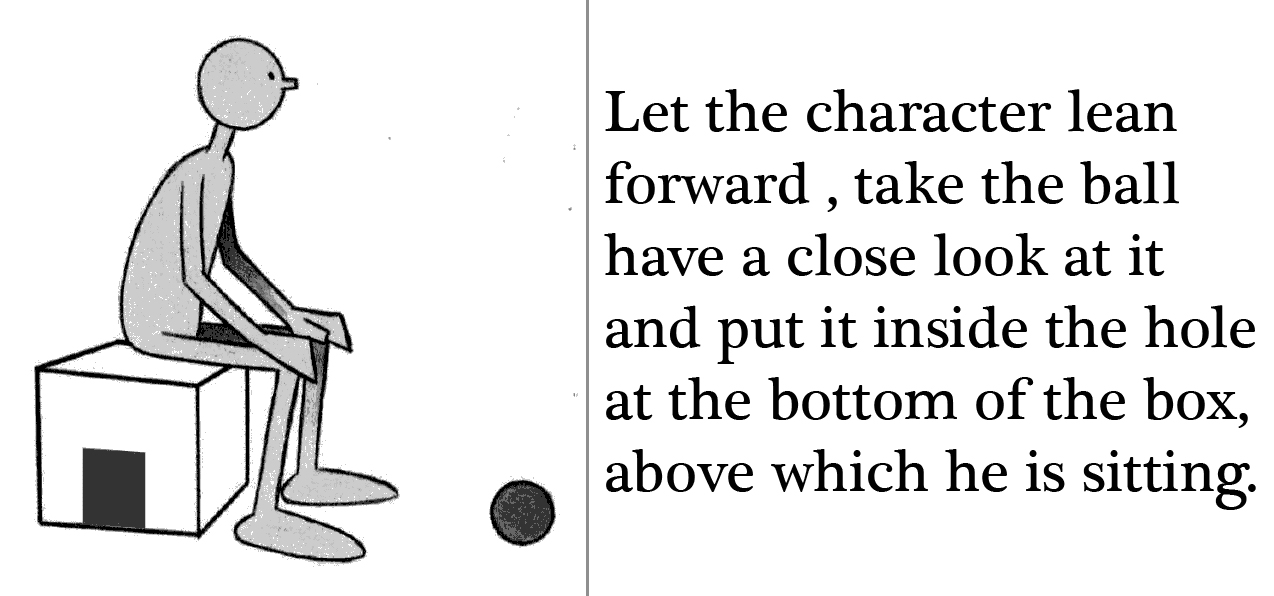 Let the character lean
forward , take the ball
have a close look at it
and put it inside the hole
at the bottom of the box,
above which he is sitting.